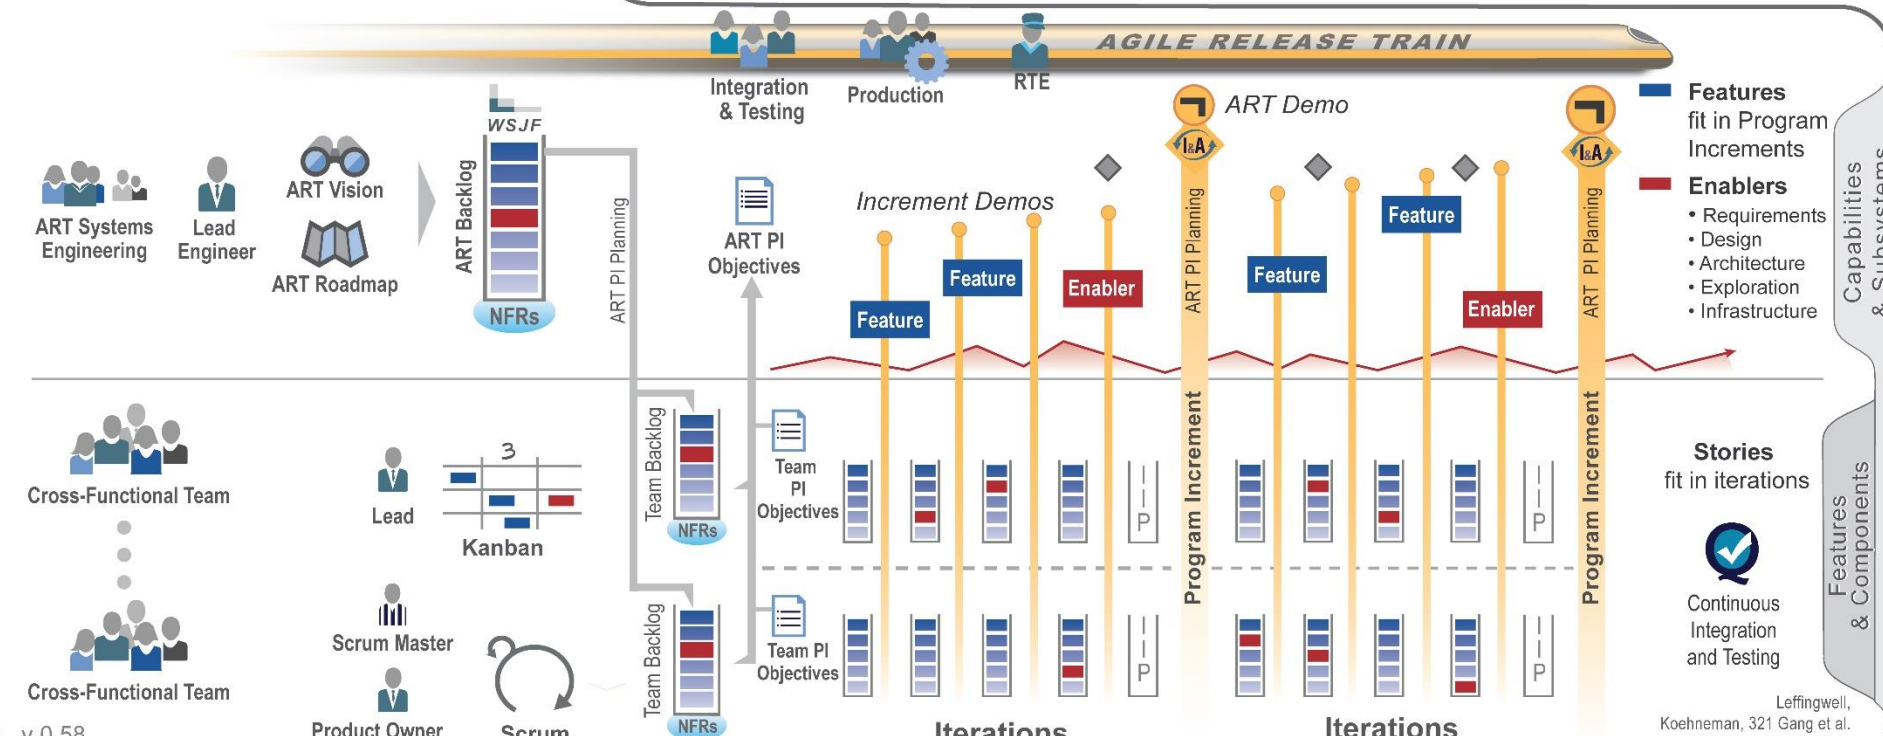 AGILE RELEASE TRAIN
Integration
& Testing
Production
RTE
WSJF
ART Demo
I&A
I&A
Features
fit in Program
Increments
Enablers
• Requirements
• Design
• Architecture
• Exploration
• Infrastructure
Capabilities
& Subsystems
ART Systems
Engineering
Lead
Engineer
ART Vision
ART Roadmap
ART Backlog
NFRs
ART PI Planning
ART PI
Objectives
Increment Demos
Feature
Feature
Enabler
ART PI Planning
Feature
Feature
Enabler
ART PI Planning
Cross-Functional Team
Lead
3
Kanban
Team Backlog
NFRs
Team
PI
Objectives
I
I
P
Program Increment
I
I
P
Program Increment
Stories
fit in iterations
Features
& Components
Continuous
Integration
and Testing
Cross-Functional Team
Scrum Master
Product Owner
Scrum
Team Backlog
NFRs
Team PI
Objectives
I
I
P
I
I
P
Iterations
Iterations
Leffingwell,
Koehneman, 321 Gang et al.
v 0.58